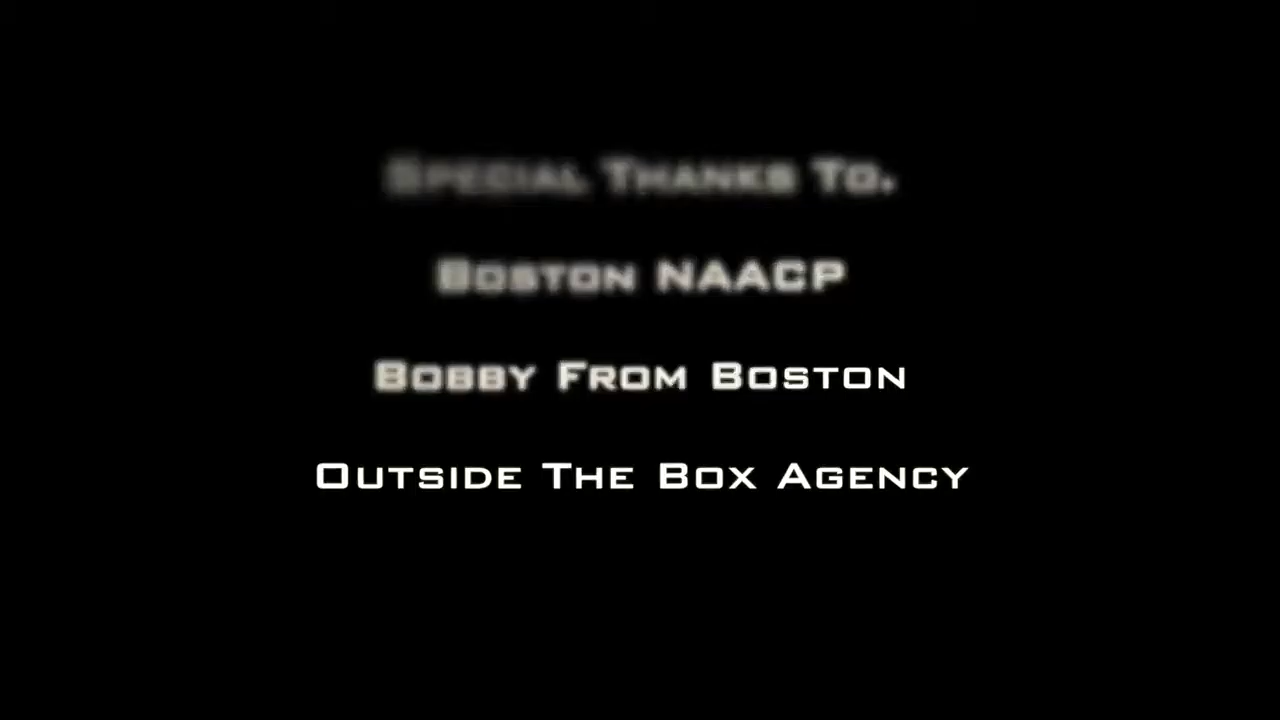 Special Thanks To.
Boston NAACP
Bobby From Boston
Outside The Box Agency